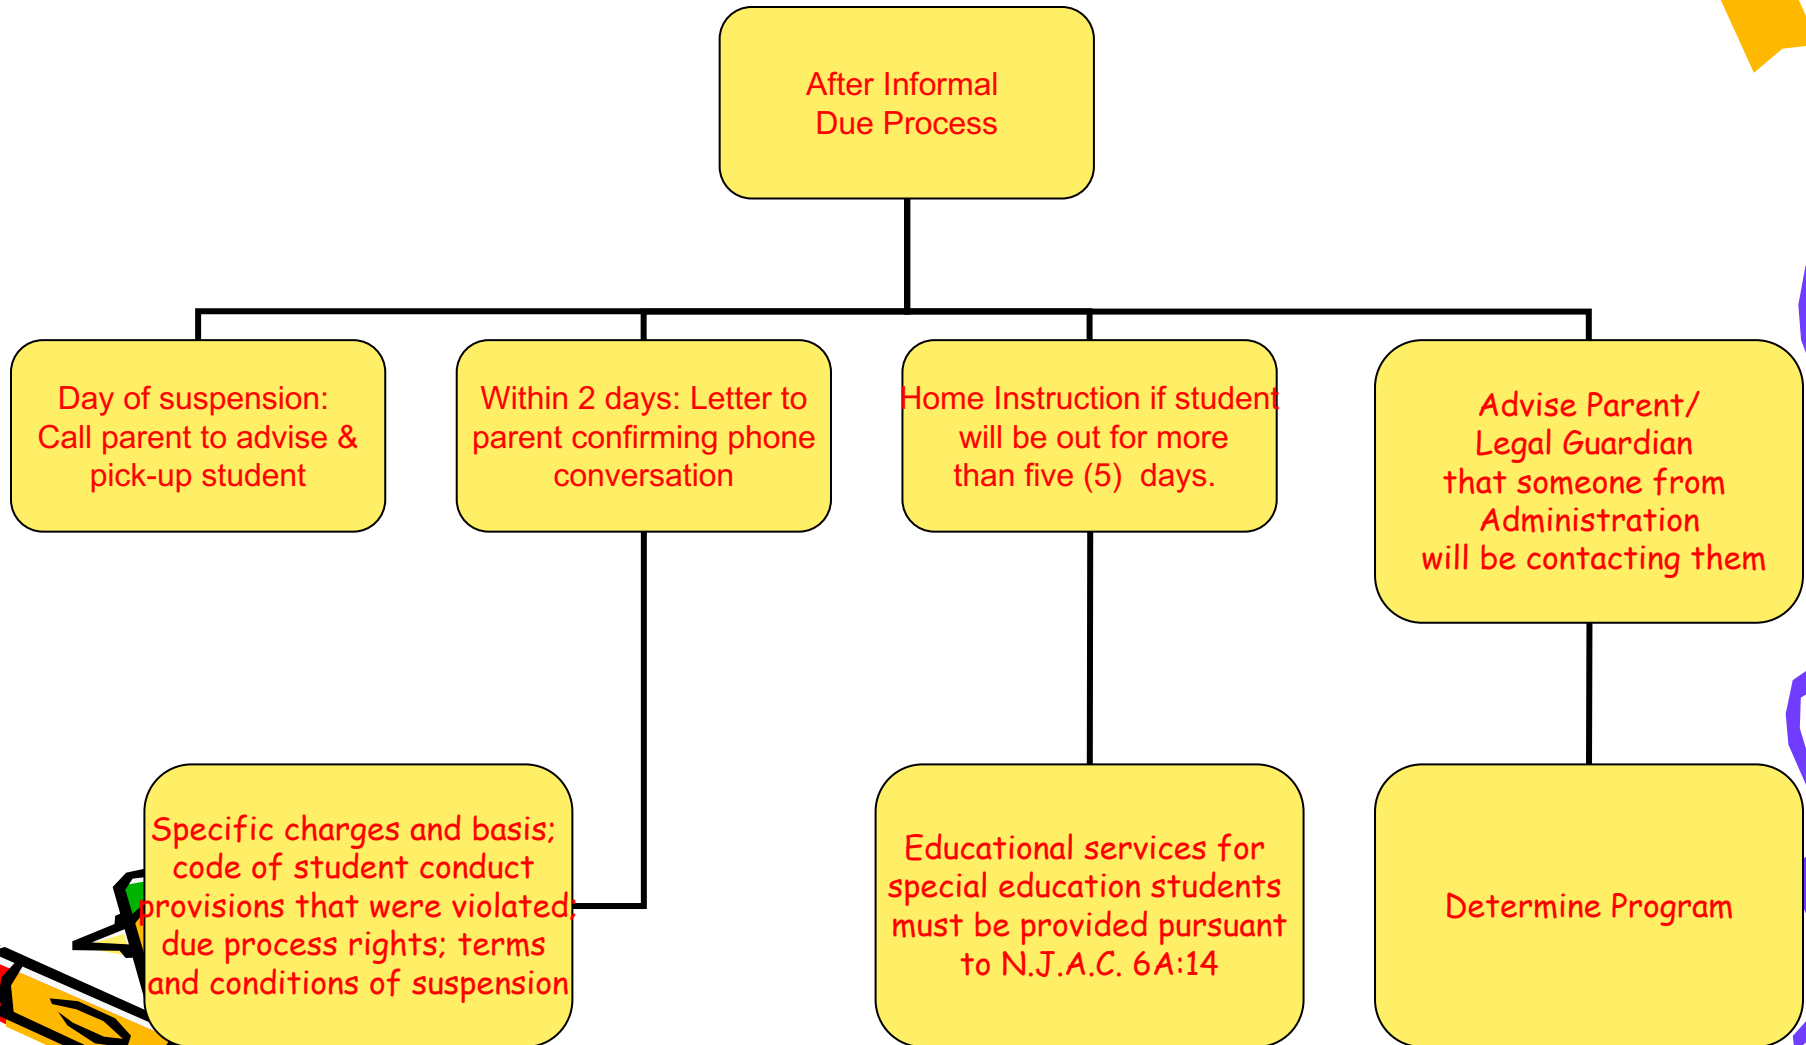 After Informal
Due Process
Day of suspension:
Call parent to advise &
pick-up student
Within 2 days: Letter to
parent confirming phone
conversation
Home Instruction if student
will be out for more
than five (5) days.
Advise Parent/
Legal Guardian
that someone from
Administration
will be contacting them
Specific charges and basis;
code of student conduct
provisions that were violated;
due process rights; terms
and conditions of suspension
Educational services for
special education students
must be provided pursuant
to N.J.A.C. 6A:14
Determine Program